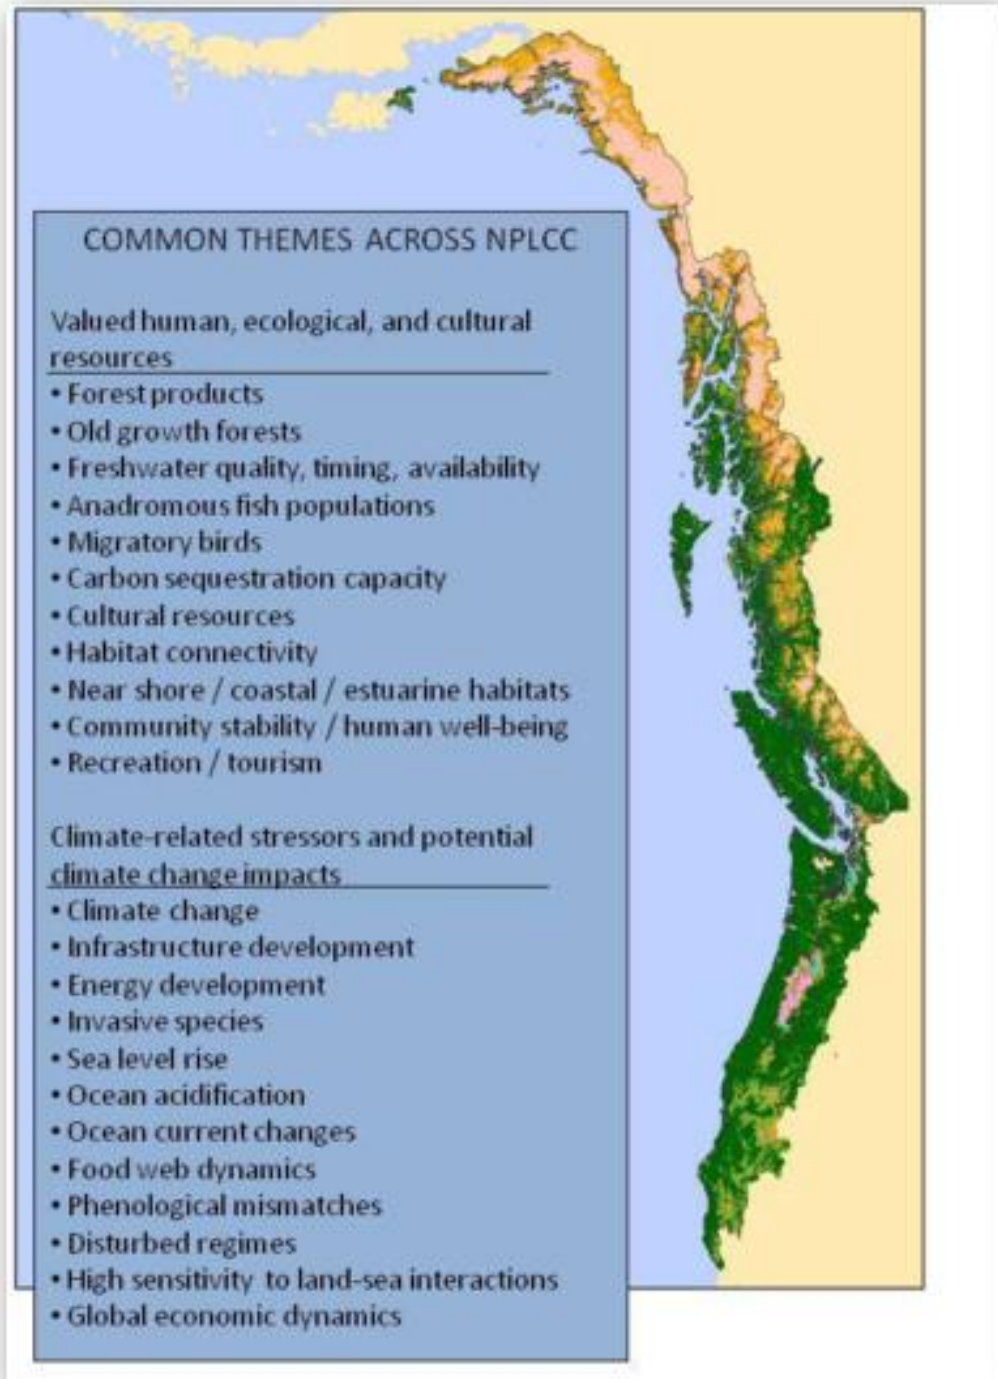 COMMON THEMES ACROSS NPLCC
Valued human, ecological, and cultural
resources
• Forest products
• Old growth forests
• Freshwater quality, timing, availability
• Anadromous fish populations
• Migratory birds
• Carbon sequestration capacity
• Cultural resources
• Habitat connectivity
• Near shore / coastal / estuarine habitats
• Community stability / human well-being
• Recreation / tourism
Climate-related stressors and potential
climate change impacts
• Climate change
• Infrastructure development
• Energy development
• Invasive species
• Sea level rise
• Ocean acidification
• Ocean current changes
• Food web dynamics
• Phenological mismatches
• Disturbed regimes
• High sensitivity to land-sea interactions
• Global economic dynamics